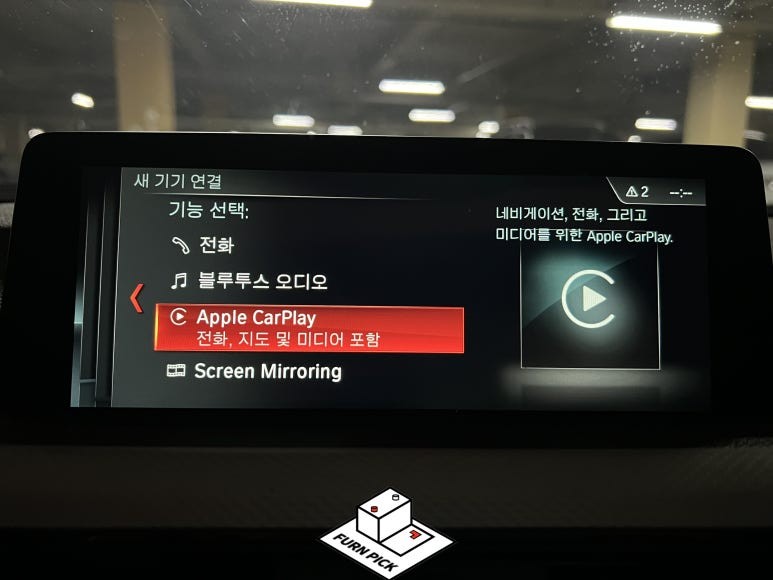 새 기기 연결
⚠ 2 --:--
기능 선택:
전화
블루투스 오디오
Apple CarPlay
전화, 지도 및 미디어 포함
Screen Mirroring
네비게이션, 전화, 그리고
미디어를 위한 Apple CarPlay.
FURN PICK